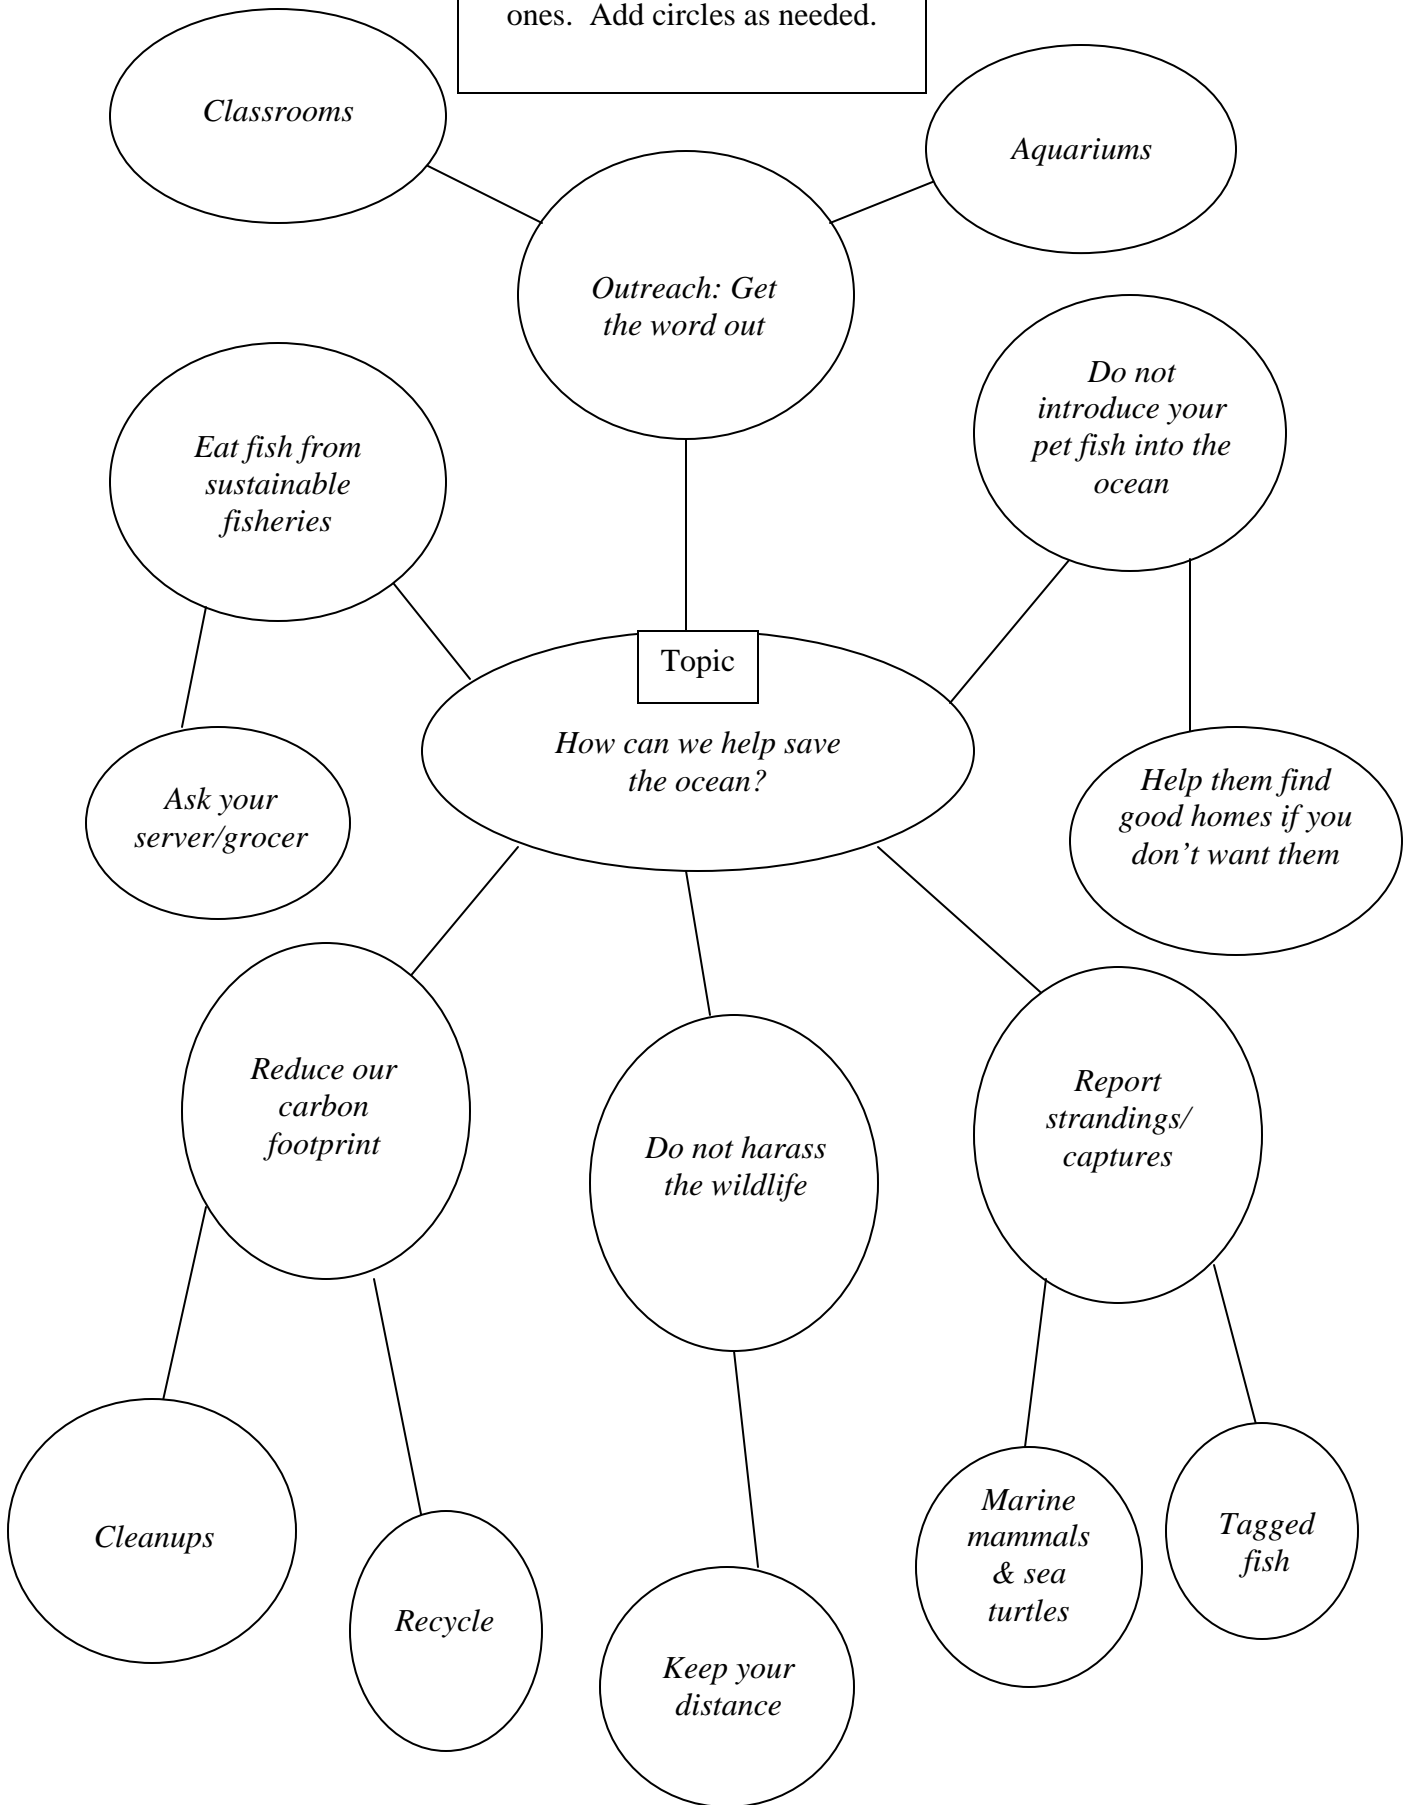 ones.  Add circles as needed.
Classrooms
Aquariums
Outreach: Get
the word out
Do not
introduce your
pet fish into the
ocean
Eat fish from
sustainable
fisheries
Topic
How can we help save
the ocean?
Ask your
server/grocer
Help them find
good homes if you
don’t want them
Reduce our
carbon
footprint
Do not harass
the wildlife
Report
strandings/
captures
Cleanups
Recycle
Keep your
distance
Marine
mammals
& sea
turtles
Tagged
fish